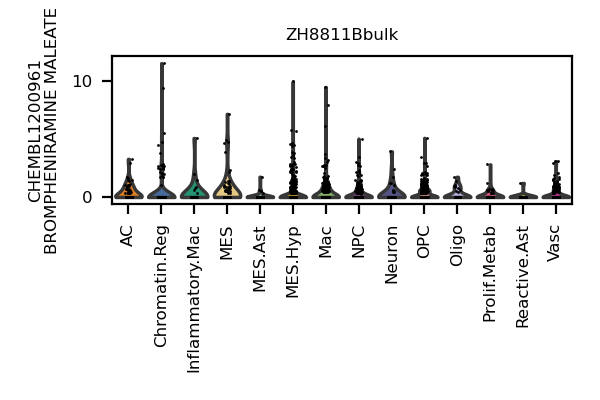 ZH8811Bbulk
CHEMBL1200961
BROMPHENIRAMINE MALEATE
10
0
AC
Chromatin.Reg
Inflammatory.Mac
MES
MES.Ast
MES.Hyp
Mac
NPC
Neuron
OPC
Oligo
Prolif.Metab
Reactive.Ast
Vasc